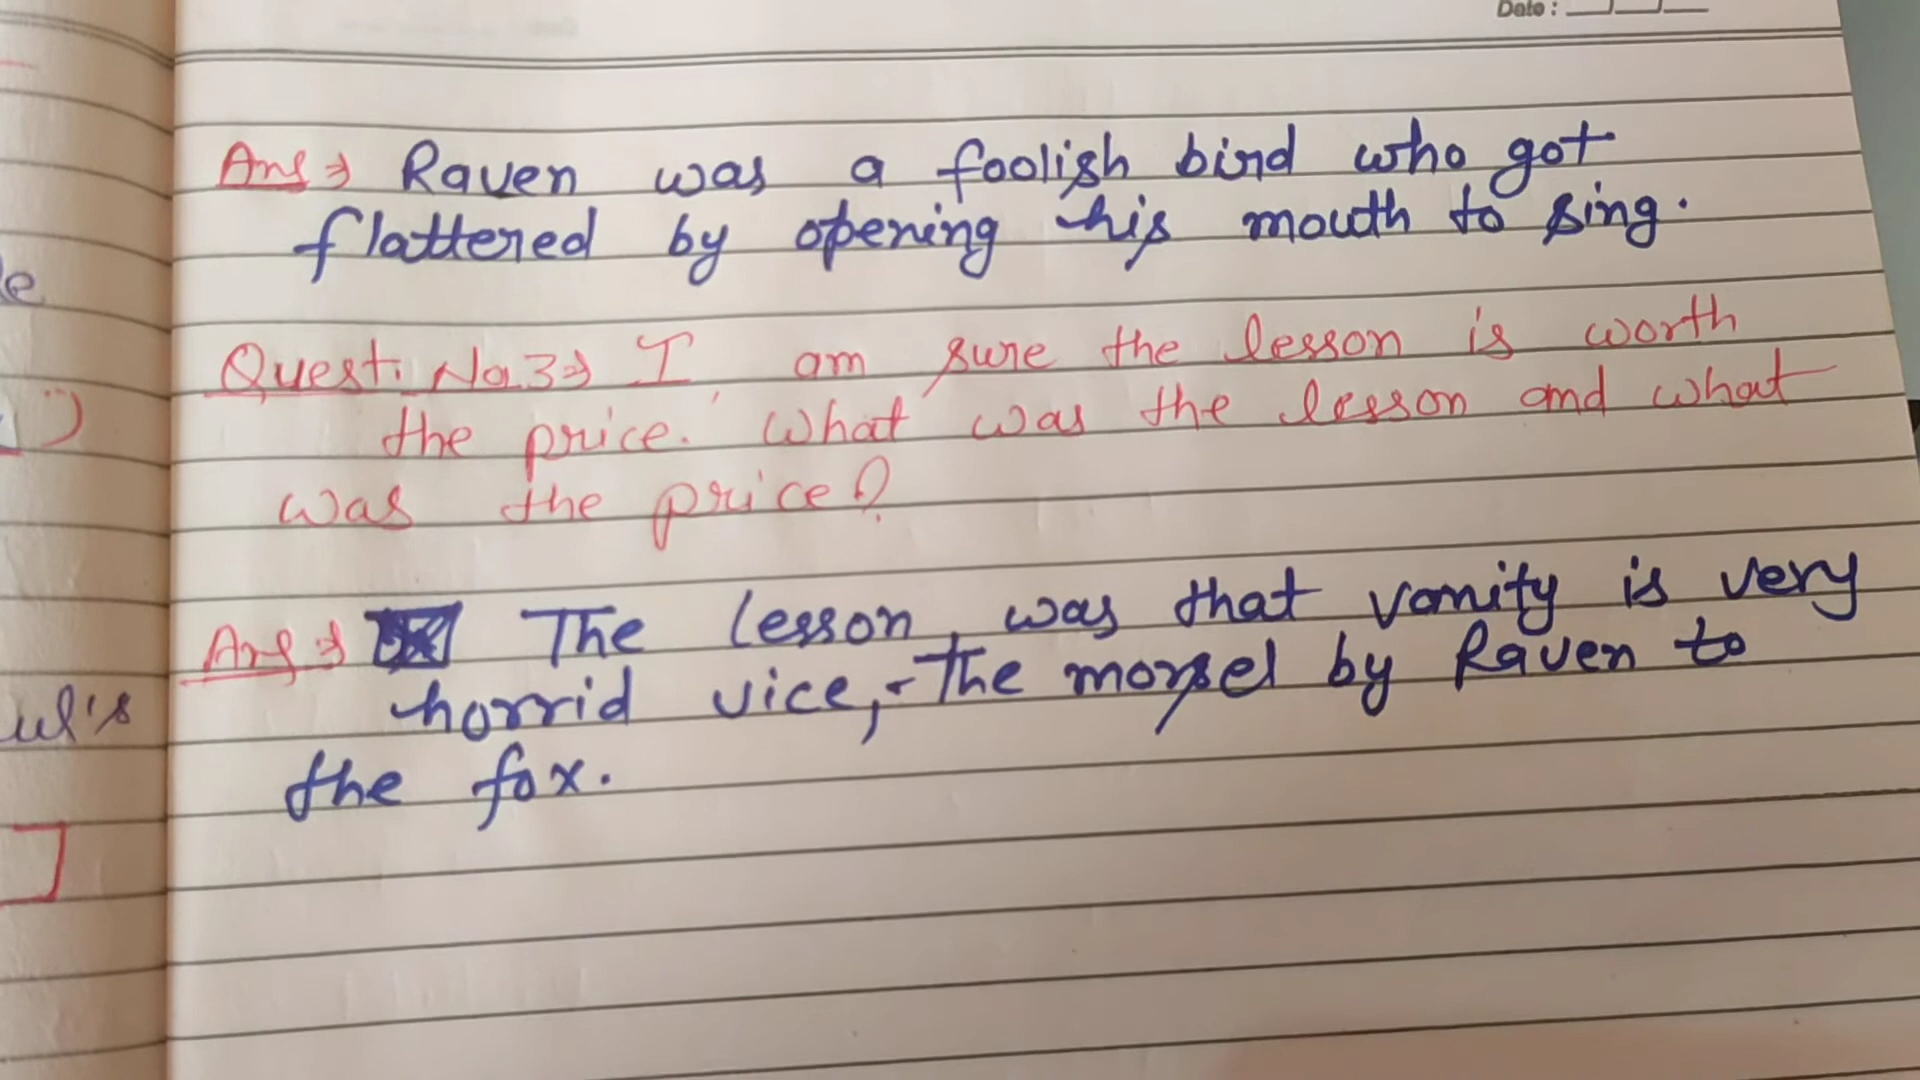 Date :
Ans ⇒ Raven was a foolish bird who got
flattered by opening his mouth to sing.
e
Quest. No.3⇒ I am sure the lesson is worth
the price.' What was the lesson and what
was the price?
Ans ⇒ The lesson, was that vanity is very
horrid vice, - The morsel by Raven to
ul's
the fox.